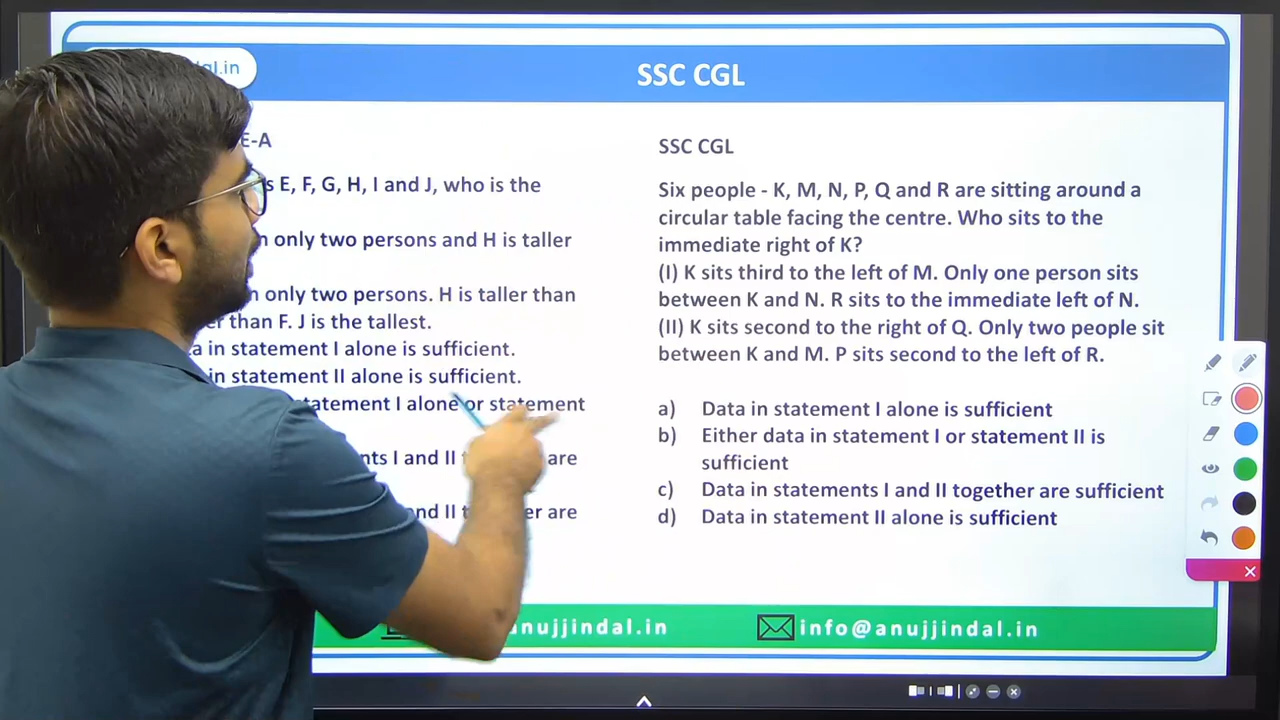 al.in
SSC CGL
E-A
s E, F, G, H, I and J, who is the
only two persons and H is taller
only two persons. H is taller than
than F. J is the tallest.
in statement I alone is sufficient.
in statement II alone is sufficient.
statement I alone or statement
I and II are
and II are
SSC CGL
Six people - K, M, N, P, Q and R are sitting around a
circular table facing the centre. Who sits to the
immediate right of K?
(I) K sits third to the left of M. Only one person sits
between K and N. R sits to the immediate left of N.
(II) K sits second to the right of Q. Only two people sit
between K and M. P sits second to the left of R.
a) Data in statement I alone is sufficient
b) Either data in statement I or statement II is
sufficient
c) Data in statements I and II together are sufficient
d) Data in statement II alone is sufficient
anujjindal.in
info@anujjindal.in